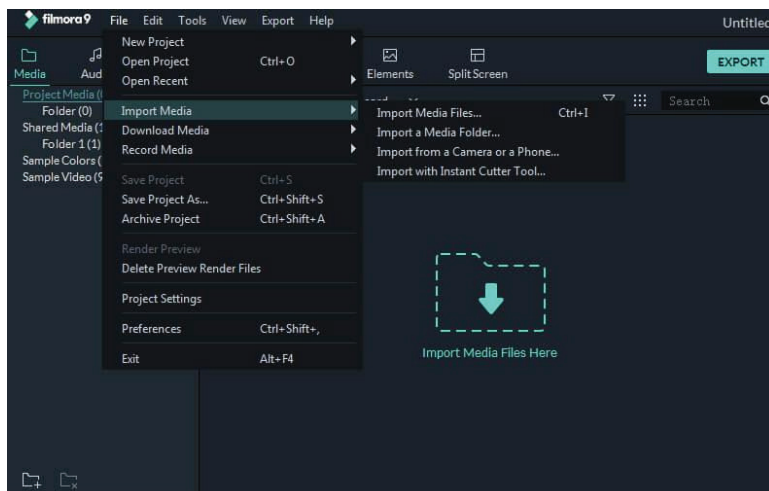 filmora9 File Edit Tools View Export Help Untitled
Media Aud Elements Split Screen EXPORT
New Project
Open Project Ctrl+O
Open Recent
Import Media
Download Media
Record Media
Save Project Ctrl+S
Save Project As... Ctrl+Shift+S
Archive Project Ctrl+Shift+A
Render Preview
Delete Preview Render Files
Project Settings
Preferences Ctrl+Shift+,
Exit Alt+F4
Import Media Files... Ctrl+I
Import a Media Folder...
Import from a Camera or a Phone...
Import with Instant Cutter Tool...
Project Media (
Folder (0)
Shared Media (1
Folder 1 (1)
Sample Colors (
Sample Video (9
Search
Import Media Files Here